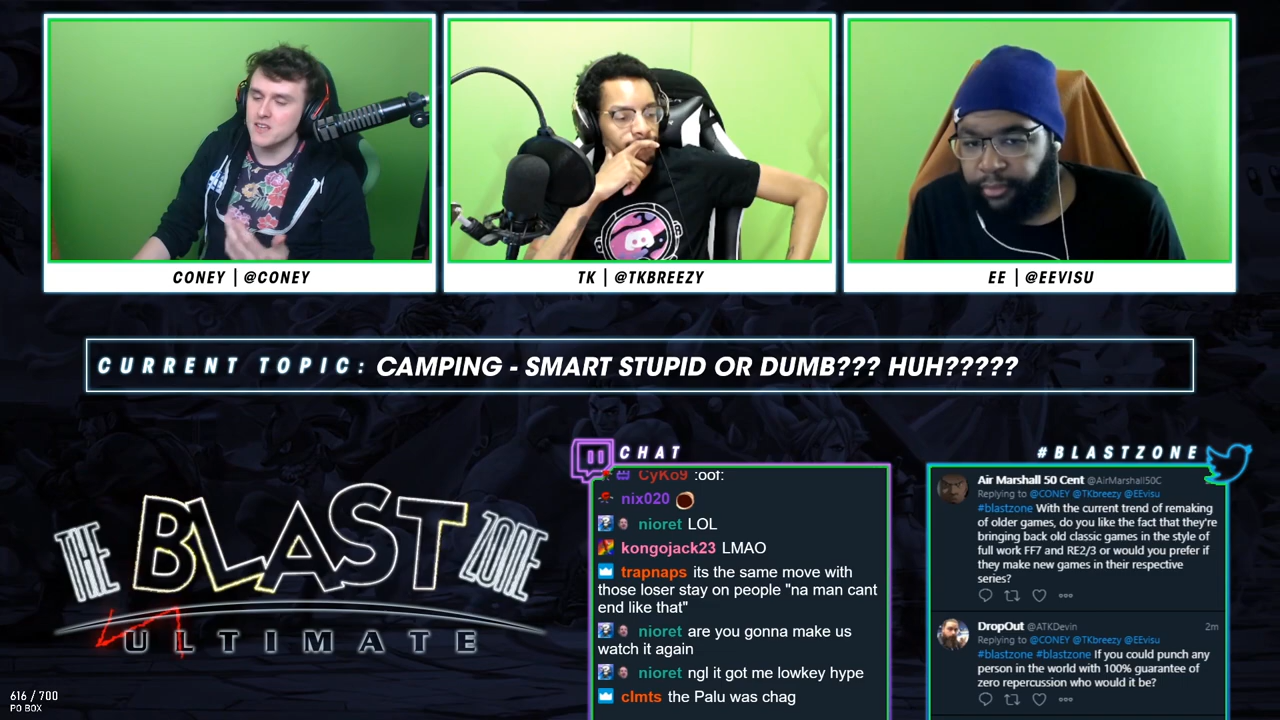 CONEY | @CONEY
TK | @TKBREEZY
EE | @EEVISU
CURRENT TOPIC: CAMPING - SMART STUPID OR DUMB??? HUH?????
THE BLAST ZONE
ULTIMATE
616 / 700
PO BOX
CHAT
CyKo9 :oof:
nix020
nioret LOL
kongojack23 LMAO
trapnaps its the same move with
those loser stay on people "na man cant
end like that"
nioret are you gonna make us
watch it again
nioret ngl it got me lowkey hype
clmts the Palu was chag
#BLASTZONE
Air Marshall 50 Cent @AirMarshall50C
Replying to @CONEY @TKbreezy @EEvisu
#blastzone With the current trend of remaking
of older games, do you like the fact that they're
bringing back old classic games in the style of
full work FF7 and RE2/3 or would you prefer if
they make new games in their respective
series?
DropOut @ATKDevin 2m
Replying to @CONEY @TKbreezy @EEvisu
#blastzone #blastzone If you could punch any
person in the world with 100% guarantee of
zero repercussion who would it be?